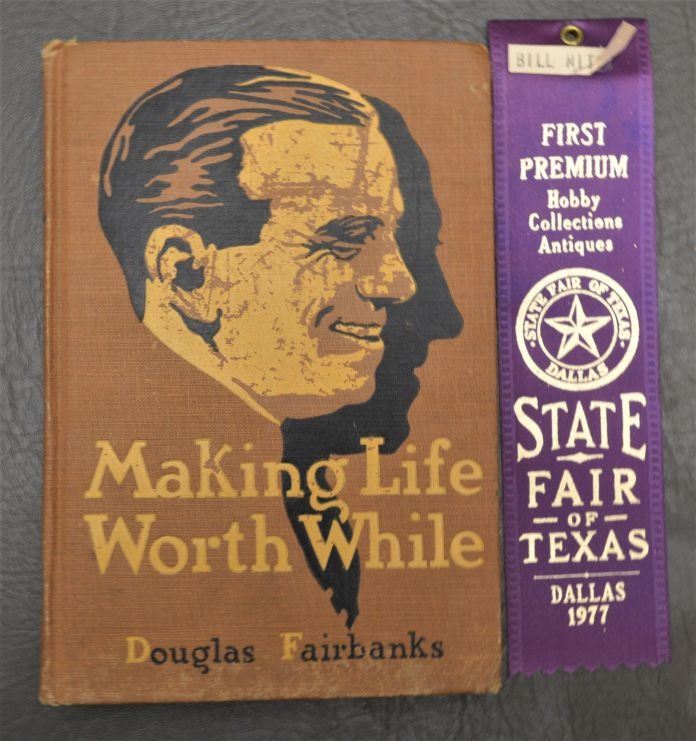 Making Life
Worth While
Douglas Fairbanks
BILL
FIRST
PREMIUM
Hobby
Collections
Antiques
STATE FAIR OF TEXAS
DALLAS
STATE
FAIR
OF
TEXAS
DALLAS
1977